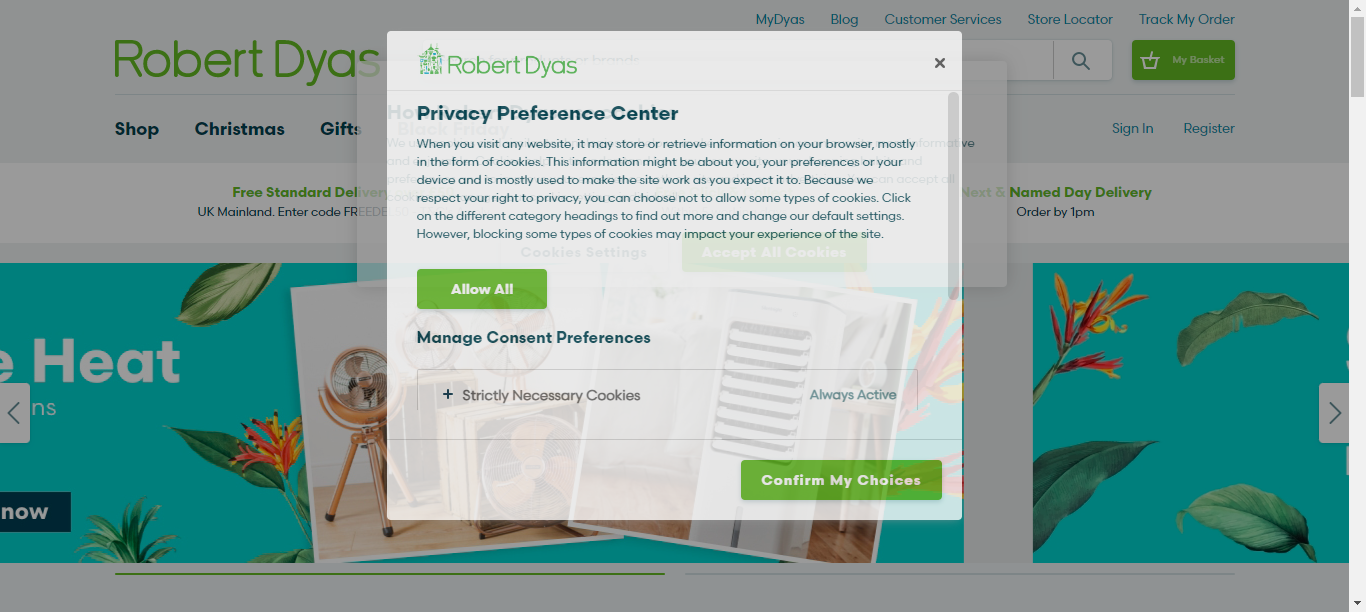 MyDyas Blog Customer Services Store Locator Track My Order
Robert Dyas
Robert Dyas
My Basket
Shop Christmas Gifts Black Friday
Sign In Register
Privacy Preference Center
When you visit any website, it may store or retrieve information on your browser, mostly
in the form of cookies. This information might be about you, your preferences or your
device and is mostly used to make the site work as you expect it to. Because we
respect your right to privacy, you can choose not to allow some types of cookies. Click
on the different category headings to find out more and change our default settings.
However, blocking some types of cookies may impact your experience of the site.
Free Standard Delivery
UK Mainland. Enter code
Next & Named Day Delivery
Order by 1pm
Cookies Settings
Accept All Cookies
Allow All
Manage Consent Preferences
Strictly Necessary Cookies
Always Active
Heat
now
Confirm My Choices